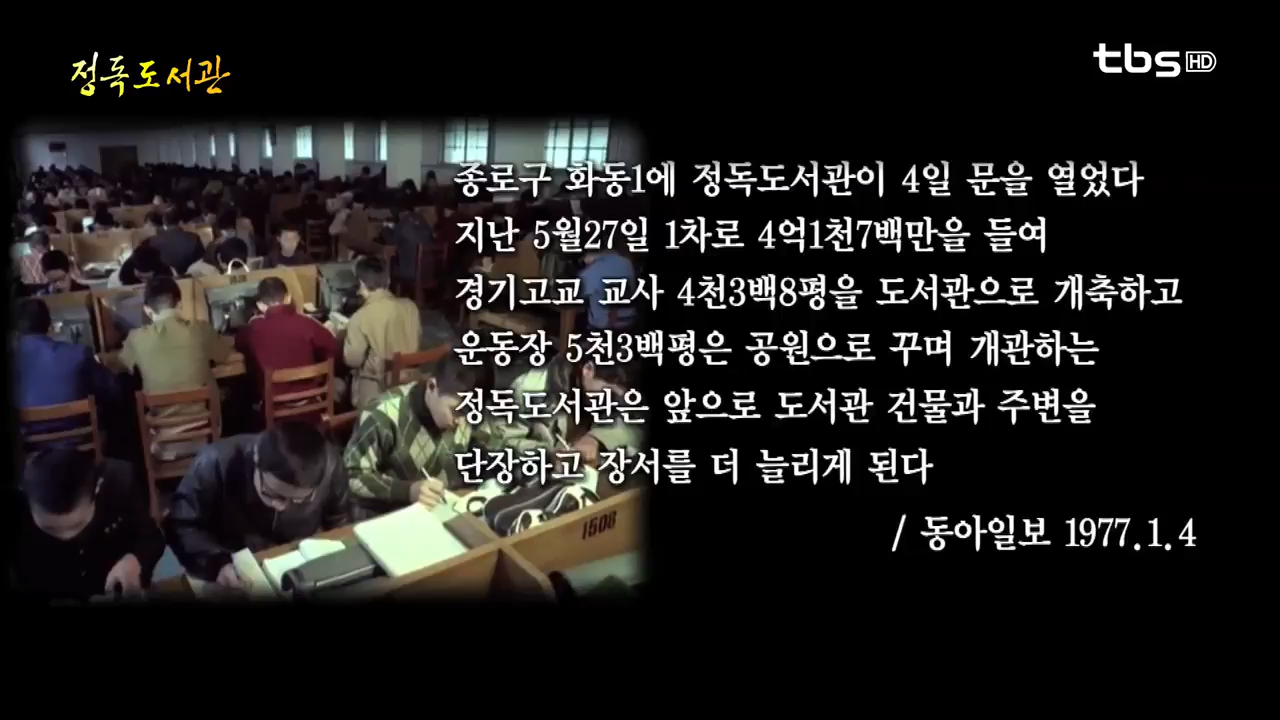 정독도서관
tbs HD
종로구 화동1에 정독도서관이 4일 문을 열었다
지난 5월27일 1차로 4억1천7백만을 들여
경기고교 교사 4천3백8평을 도서관으로 개축하고
운동장 5천3백평은 공원으로 꾸며 개관하는
정독도서관은 앞으로 도서관 건물과 주변을
단장하고 장서를 더 늘리게 된다
/ 동아일보 1977.1.4
1508